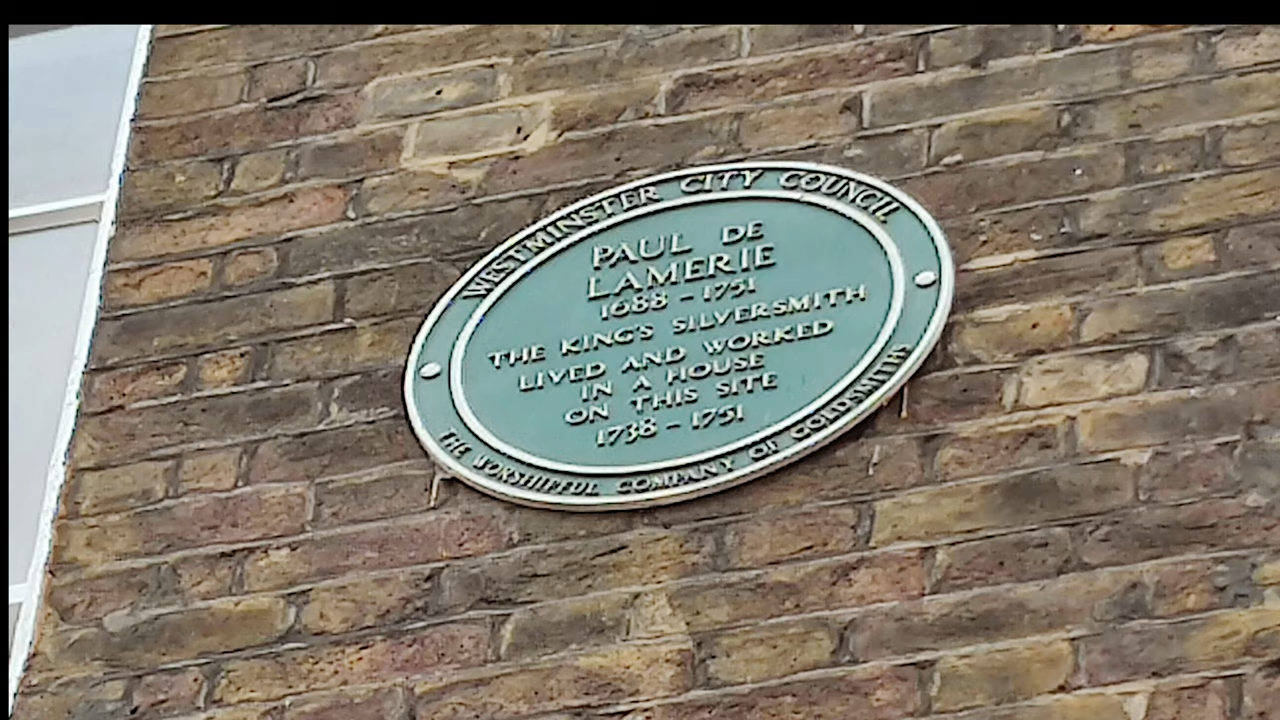 WESTMINSTER CITY COUNCIL
PAUL DE
LAMERIE
1688 - 1751
THE KING'S SILVERSMITH
LIVED AND WORKED
IN A HOUSE
ON THIS SITE
1738 - 1751
THE WORSHIPFUL COMPANY OF GOLDSMITHS